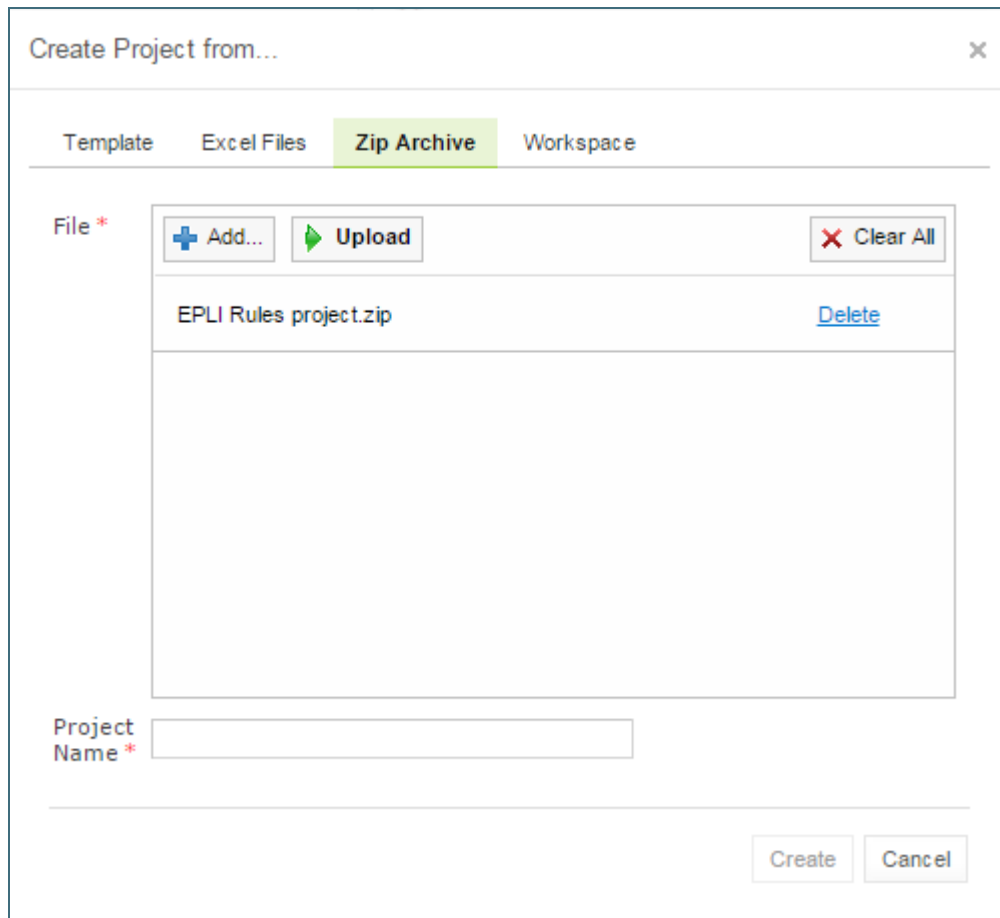 Create Project from...
Template Excel Files Zip Archive Workspace
File *
Add... Upload Clear All
EPLI Rules project.zip Delete
Project
Name *
Create Cancel